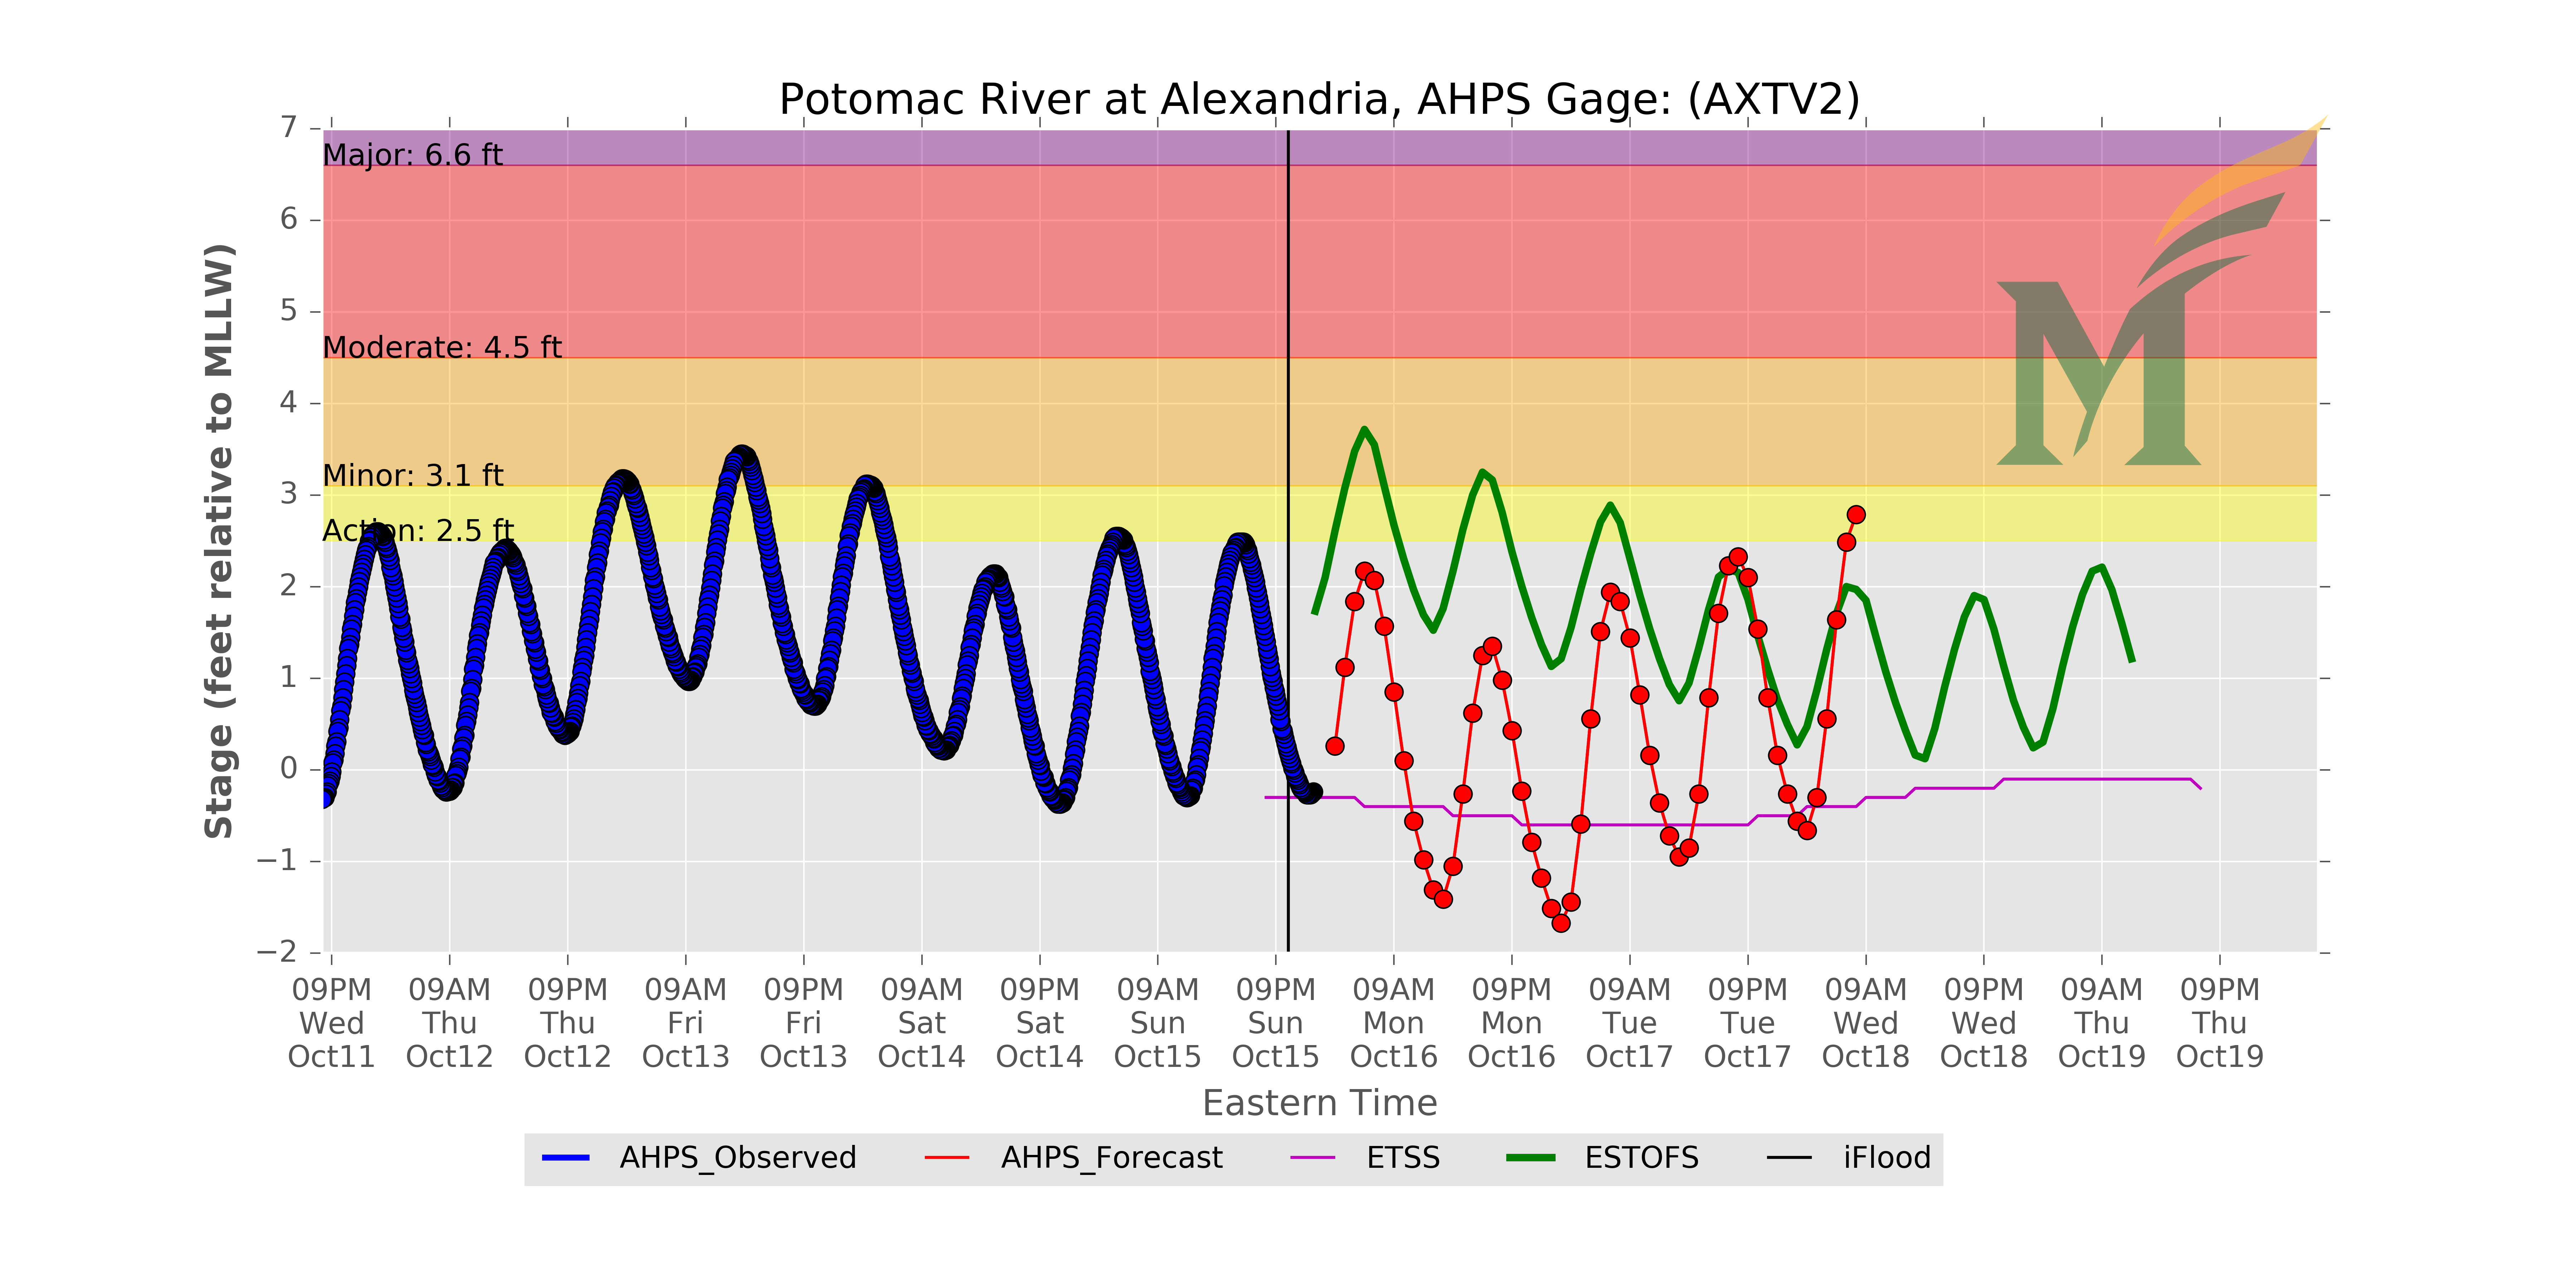 Potomac River at Alexandria, AHPS Gage: (AXTV2)
Stage (feet relative to MLLW)
7
6
5
4
3
2
1
0
−1
−2
Major: 6.6 ft
Moderate: 4.5 ft
Minor: 3.1 ft
Action: 2.5 ft
M
09PM Wed Oct11
09AM Thu Oct12
09PM Thu Oct12
09AM Fri Oct13
09PM Fri Oct13
09AM Sat Oct14
09PM Sat Oct14
09AM Sun Oct15
09PM Sun Oct15
09AM Mon Oct16
09PM Mon Oct16
09AM Tue Oct17
09PM Tue Oct17
09AM Wed Oct18
09PM Wed Oct18
09AM Thu Oct19
09PM Thu Oct19
Eastern Time
AHPS_Observed AHPS_Forecast ETSS ESTOFS iFlood